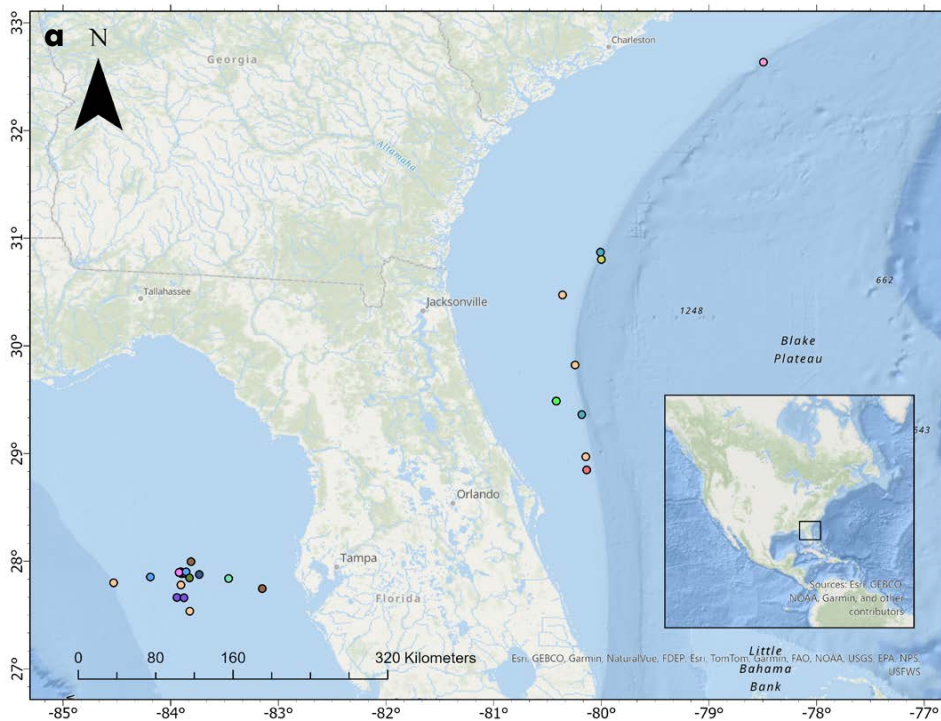 33°
a N
Georgia
Charleston
32°
Altamaha
31°
Tallahassee
Jacksonville
662
1248
30°
Blake
Plateau
29°
643
Orlando
28°
Tampa
Sources: Esri, GEBCO,
NOAA, Garmin, and other
contributors
Florida
0 80 160 320 Kilometers
Esri, GEBCO, Garmin, NaturalVue, FDEP, Esri, TomTom, Garmin, FAO, NOAA, USGS, EPA, NPS,
USFWS
27°
Little
Bahama
Bank
-85° -84° -83° -82° -81° -80° -79° -78° -77°